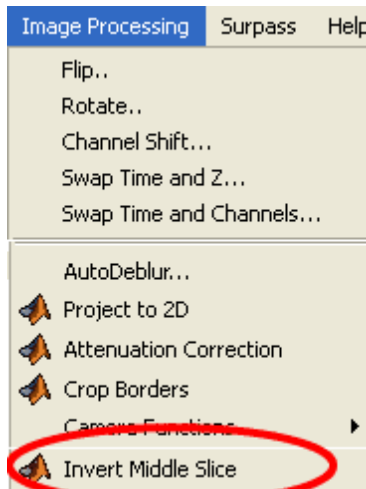 Image Processing Surpass Help
Flip..
Rotate..
Channel Shift...
Swap Time and Z...
Swap Time and Channels...
AutoDeblur...
Project to 2D
Attenuation Correction
Crop Borders
Camera Functions
Invert Middle Slice